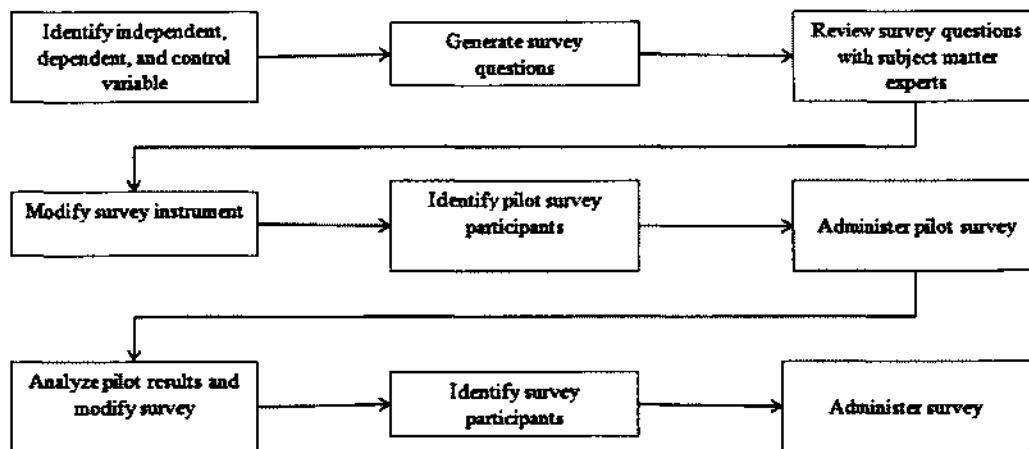 Identify independent,
dependent, and control
variable
Generate survey
questions
Review survey questions
with subject matter
experts
Modify survey instrument
Identify pilot survey
participants
Administer pilot survey
Analyze pilot results and
modify survey
Identify survey
participants
Administer survey